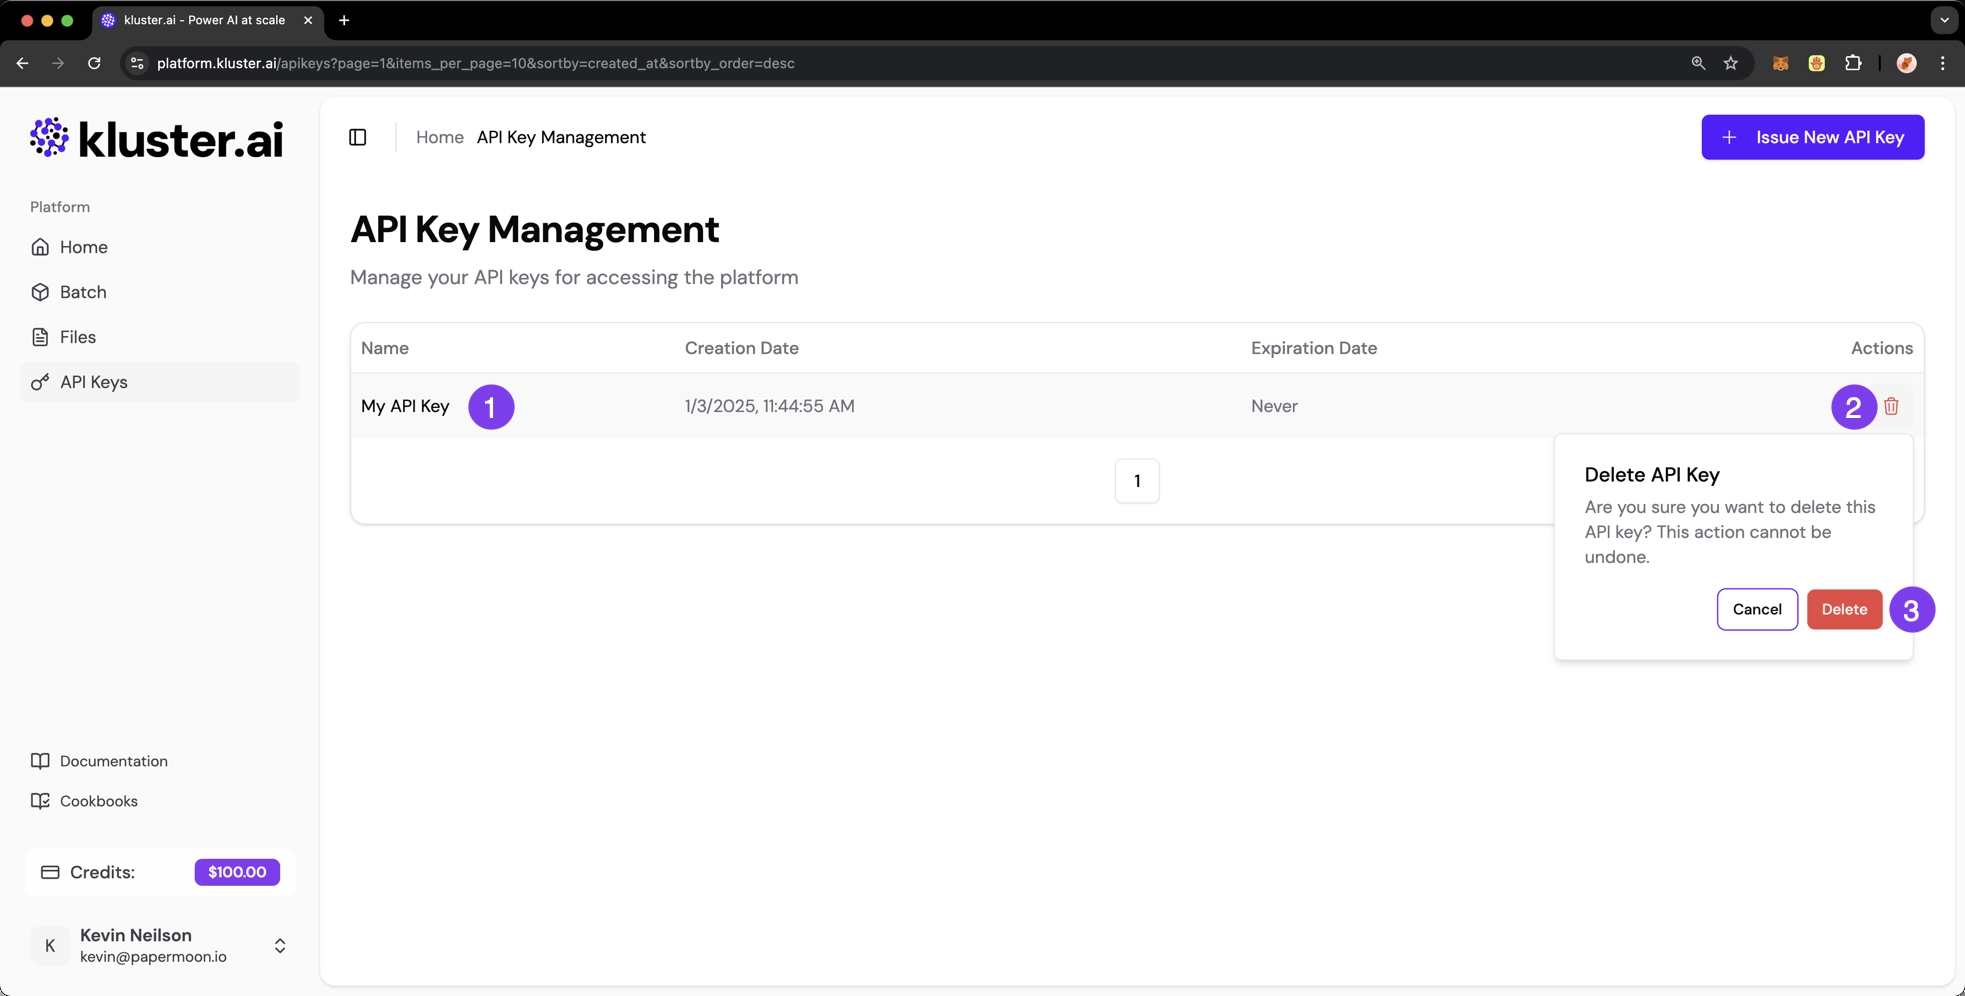 kluster.ai - Power AI at scale
platform.kluster.ai/apikeys?page=1&items_per_page=10&sortby=created_at&sortby_order=desc
kluster.ai
Platform
Home
Batch
Files
API Keys
Documentation
Cookbooks
Credits: $100.00
K
Kevin Neilson
kevin@papermoon.io
Home API Key Management
+ Issue New API Key
API Key Management
Manage your API keys for accessing the platform
Name Creation Date Expiration Date Actions
My API Key 1 1/3/2025, 11:44:55 AM Never 2
1
Delete API Key
Are you sure you want to delete this
API key? This action cannot be
undone.
Cancel Delete 3